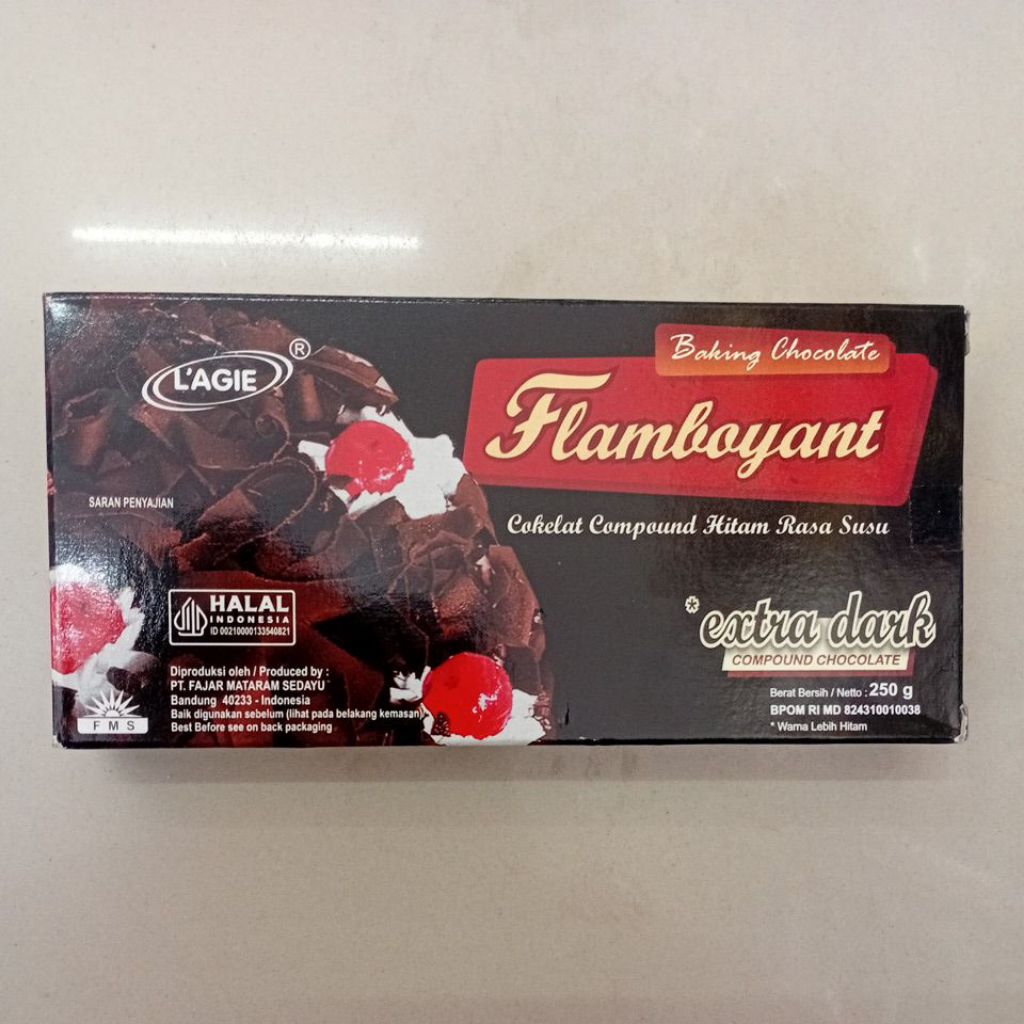 L'AGIE ®
Baking Chocolate
Flamboyant
SARAN PENYAJIAN
Cokelat Compound Hitam Rasa Susu
HALAL
INDONESIA
ID 00210000133540821
*extra dark
COMPOUND CHOCOLATE
Diproduksi oleh / Produced by :
PT. FAJAR MATARAM SEDAYU
Bandung 40233 - Indonesia
Baik digunakan sebelum (lihat pada belakang kemasan)
Best Before see on back packaging
FMS
Berat Bersih / Netto : 250 g
BPOM RI MD 824310010038
* Warna Lebih Hitam